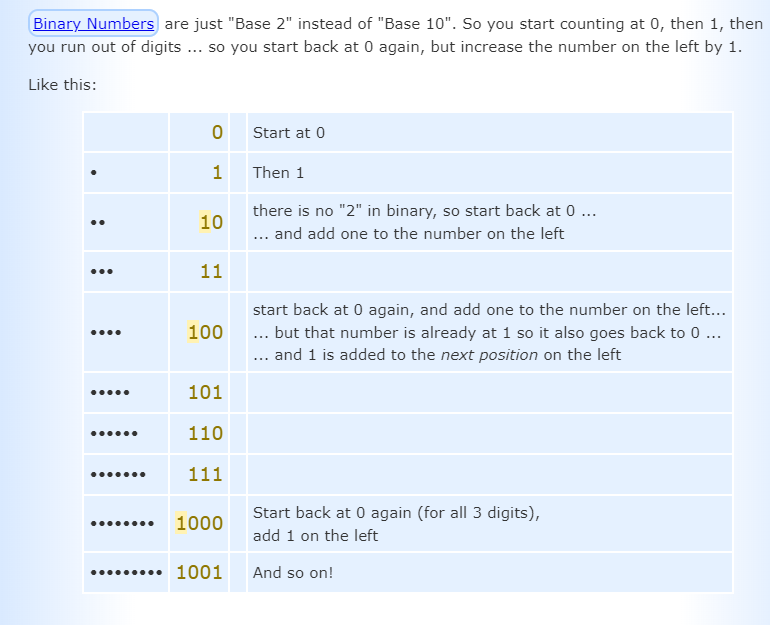 Binary Numbers are just "Base 2" instead of "Base 10". So you start counting at 0, then 1, then
you run out of digits ... so you start back at 0 again, but increase the number on the left by 1.
Like this:
0 Start at 0
• 1 Then 1
•• 10 there is no "2" in binary, so start back at 0 ...
... and add one to the number on the left
••• 11
•••• 100 start back at 0 again, and add one to the number on the left...
... but that number is already at 1 so it also goes back to 0 ...
... and 1 is added to the next position on the left
••••• 101
•••••• 110
••••••• 111
•••••••• 1000 Start back at 0 again (for all 3 digits),
add 1 on the left
••••••••• 1001 And so on!